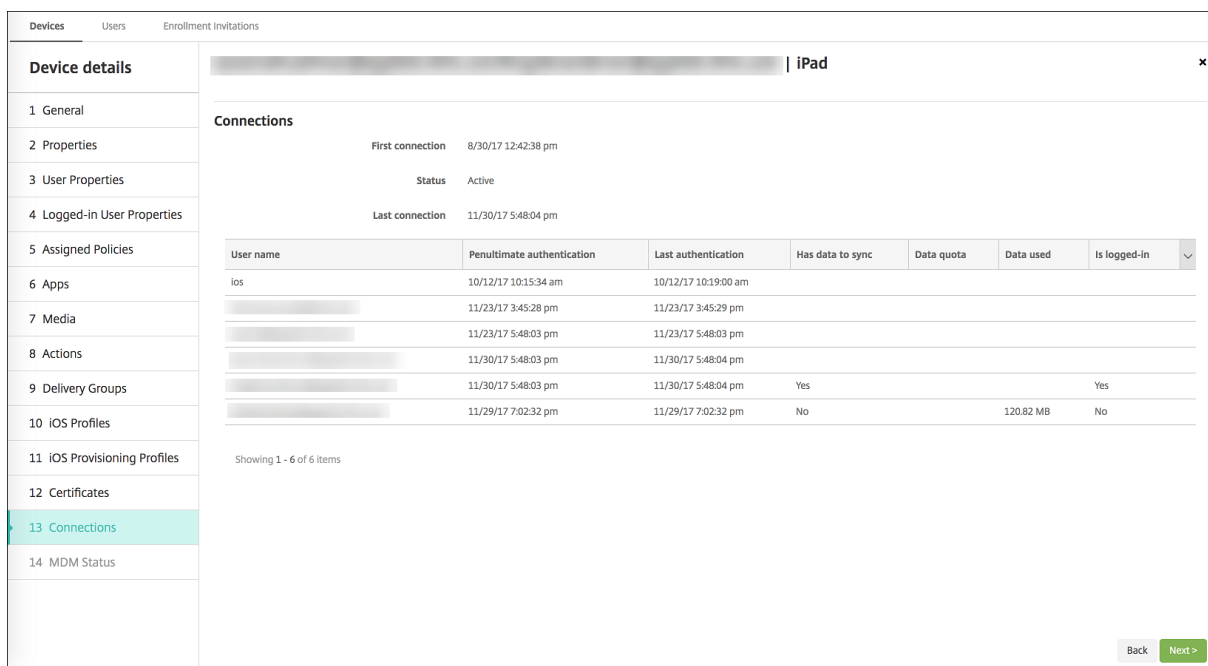 Devices Users Enrollment Invitations
Device details
| iPad
×
1 General
2 Properties
3 User Properties
4 Logged-in User Properties
5 Assigned Policies
6 Apps
7 Media
8 Actions
9 Delivery Groups
10 iOS Profiles
11 iOS Provisioning Profiles
12 Certificates
13 Connections
14 MDM Status
Connections
First connection 8/30/17 12:42:38 pm
Status Active
Last connection 11/30/17 5:48:04 pm
User name Penultimate authentication Last authentication Has data to sync Data quota Data used Is logged-in
ios 10/12/17 10:15:34 am 10/12/17 10:19:00 am
11/23/17 3:45:28 pm 11/23/17 3:45:29 pm
11/23/17 5:48:03 pm 11/23/17 5:48:03 pm
11/30/17 5:48:03 pm 11/30/17 5:48:04 pm
11/30/17 5:48:03 pm 11/30/17 5:48:04 pm Yes Yes
11/29/17 7:02:32 pm 11/29/17 7:02:32 pm No 120.82 MB No
Showing 1 - 6 of 6 items
Back Next >